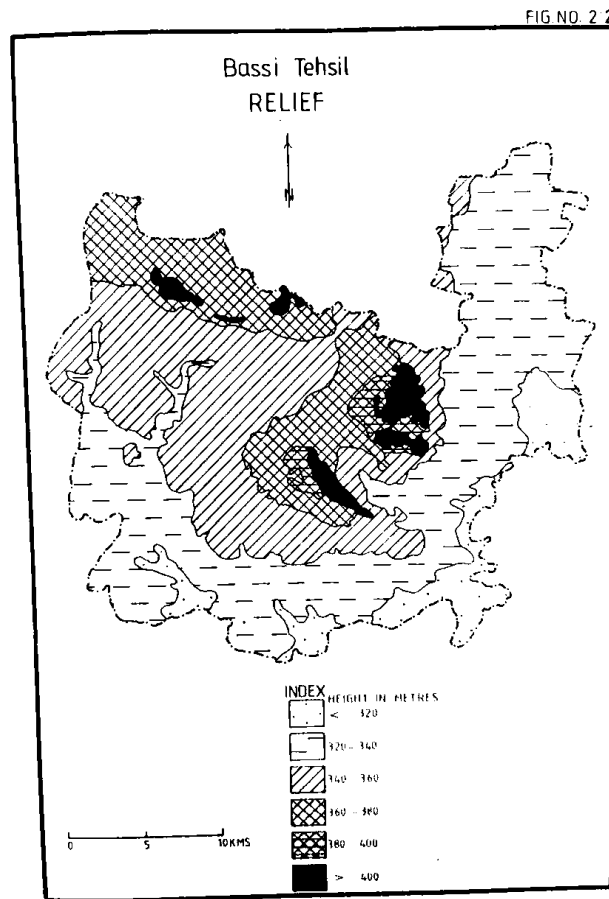 FIG.NO. 2·2
Bassi Tehsil
RELIEF
N
INDEX HEIGHT IN METRES
< 320
320-340
340-360
360-380
380 400
> 400
0 5 10KMS